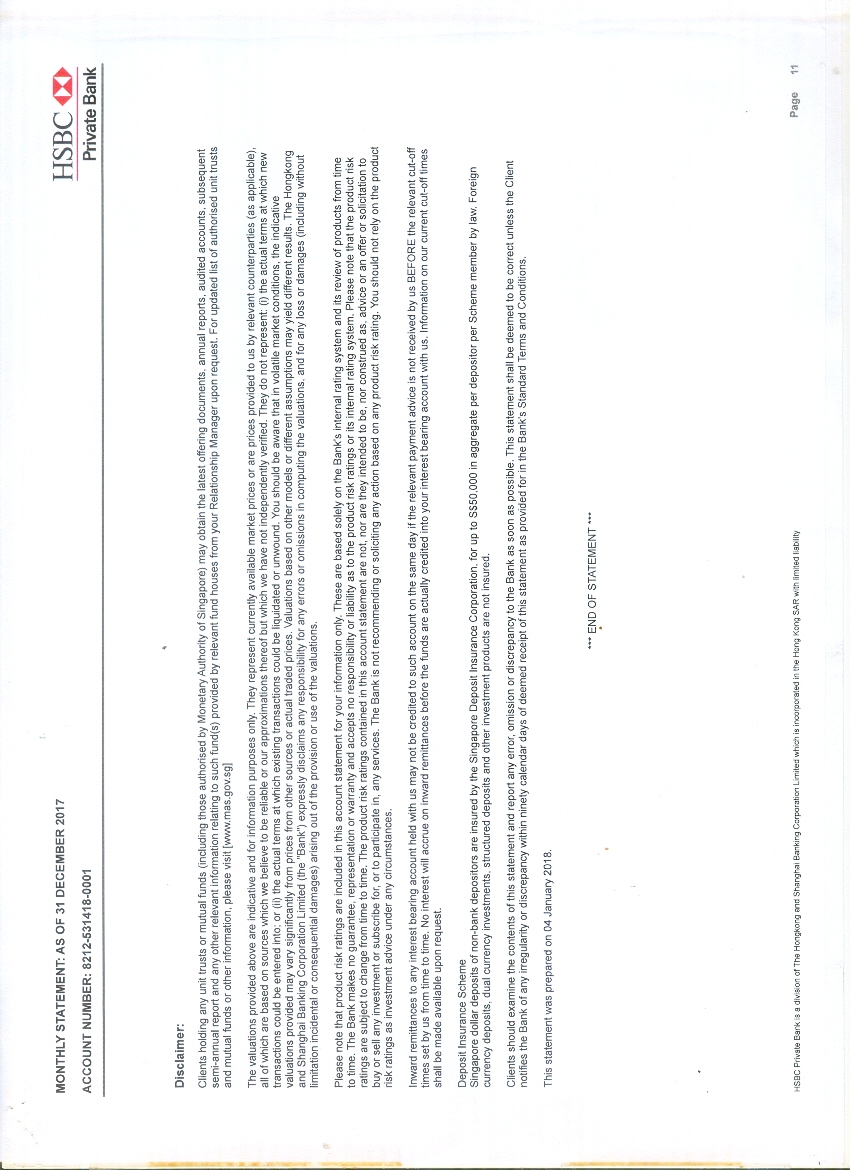 MONTHLY STATEMENT: AS OF 31 DECEMBER 2017
HSBC
ACCOUNT NUMBER: 8212-531418-0001
Private Bank
Disclaimer:
Clients holding any unit trusts or mutual funds (including those authorised by Monetary Authority of Singapore) may obtain the latest offering documents, annual reports, audited accounts, subsequent
semi-annual report and any other relevant information relating to such fund(s) provided by relevant fund houses from your Relationship Manager upon request. For updated list of authorised unit trusts
and mutual funds or other information, please visit [www.mas.gov.sg]
The valuations provided above are indicative and for information purposes only. They represent currently available market prices or are prices provided to us by relevant counterparties (as applicable),
all of which are based on sources which we believe to be reliable or our approximations thereof but which we have not independently verified. They do not represent: (i) the actual terms at which new
transactions could be entered into; or (ii) the actual terms at which existing transactions could be liquidated or unwound. You should be aware that in volatile market conditions, the indicative
valuations provided may vary significantly from prices from other sources or actual traded prices. Valuations based on other models or different assumptions may yield different results. The Hongkong
and Shanghai Banking Corporation Limited (the "Bank") expressly disclaims any responsibility for any errors or omissions in computing the valuations, and for any loss or damages (including without
limitation incidental or consequential damages) arising out of the provision or use of the valuations.
Please note that product risk ratings are included in this account statement for your information only. These are based solely on the Bank's internal rating system and its review of products from time
to time. The Bank makes no guarantee, representation or warranty and accepts no responsibility or liability as to the product risk ratings or its internal rating system. Please note that the product risk
ratings are subject to change from time to time. The product risk ratings contained in this account statement are not, nor are they intended to be, nor construed as, advice or an offer or solicitation to
buy or sell any investment or subscribe for, or to participate in, any services. The Bank is not recommending or soliciting any action based on any product risk rating. You should not rely on the product
risk ratings as investment advice under any circumstances.
Inward remittances to any interest bearing account held with us may not be credited to such account on the same day if the relevant payment advice is not received by us BEFORE the relevant cut-off
times set by us from time to time. No interest will accrue on inward remittances before the funds are actually credited into your interest bearing account with us. Information on our current cut-off times
shall be made available upon request.
Deposit Insurance Scheme
Singapore dollar deposits of non-bank depositors are insured by the Singapore Deposit Insurance Corporation, for up to S$50,000 in aggregate per depositor per Scheme member by law. Foreign
currency deposits, dual currency investments, structured deposits and other investment products are not insured.
Clients should examine the contents of this statement and report any error, omission or discrepancy to the Bank as soon as possible. This statement shall be deemed to be correct unless the Client
notifies the Bank of any irregularity or discrepancy within ninety calendar days of deemed receipt of this statement as provided for in the Bank's Standard Terms and Conditions.
This statement was prepared on 04 January 2018.
*** END OF STATEMENT ***
HSBC Private Bank is a division of The Hongkong and Shanghai Banking Corporation Limited which is incorporated in the Hong Kong SAR with limited liability
Page 11